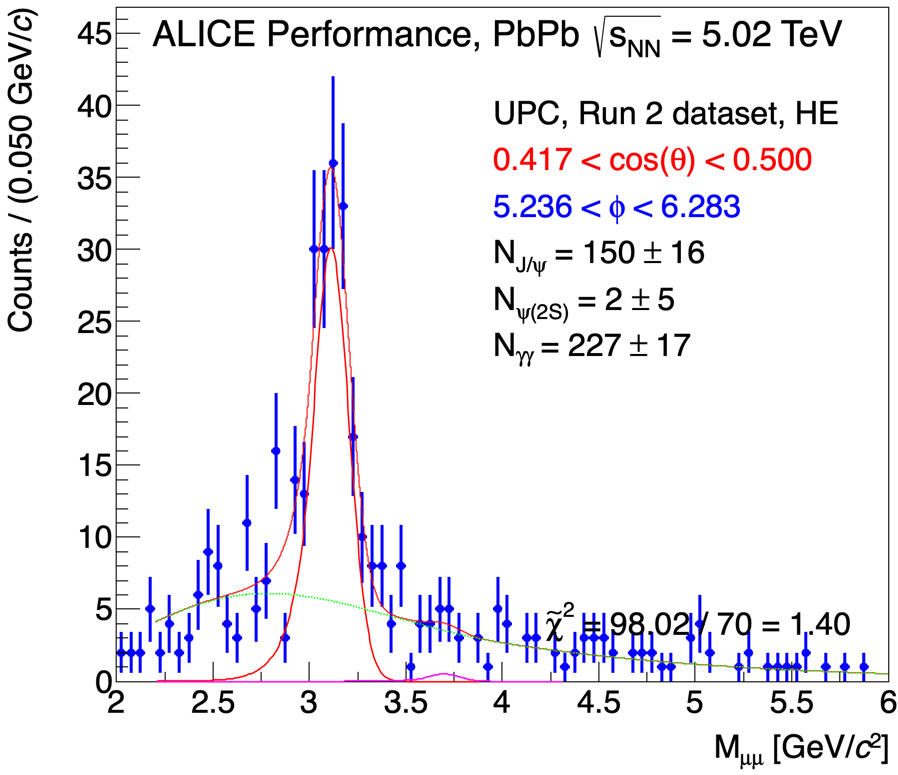 ALICE Performance, PbPb √sNN = 5.02 TeV
UPC, Run 2 dataset, HE
0.417 < cos(θ) < 0.500
5.236 < ϕ < 6.283
NJ/ψ = 150 ± 16
Nψ(2S) = 2 ± 5
Nγγ = 227 ± 17
χ̃² = 98.02 / 70 = 1.40
Counts / (0.050 GeV/c)
45
40
35
30
25
20
15
10
5
0
2 2.5 3 3.5 4 4.5 5 5.5 6
Mμμ [GeV/c²]